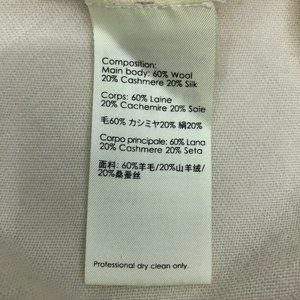 Composition:
Main body: 60% Wool
20% Cashmere 20% Silk
Corps: 60% Laine
20% Cachemire 20% Soie
毛60% カシミヤ20% 絹20%
Corpo principale: 60% Lana
20% Cashmere 20% Seta
面料: 60%羊毛/20%山羊绒/
20%桑蚕丝
Professional dry clean only.